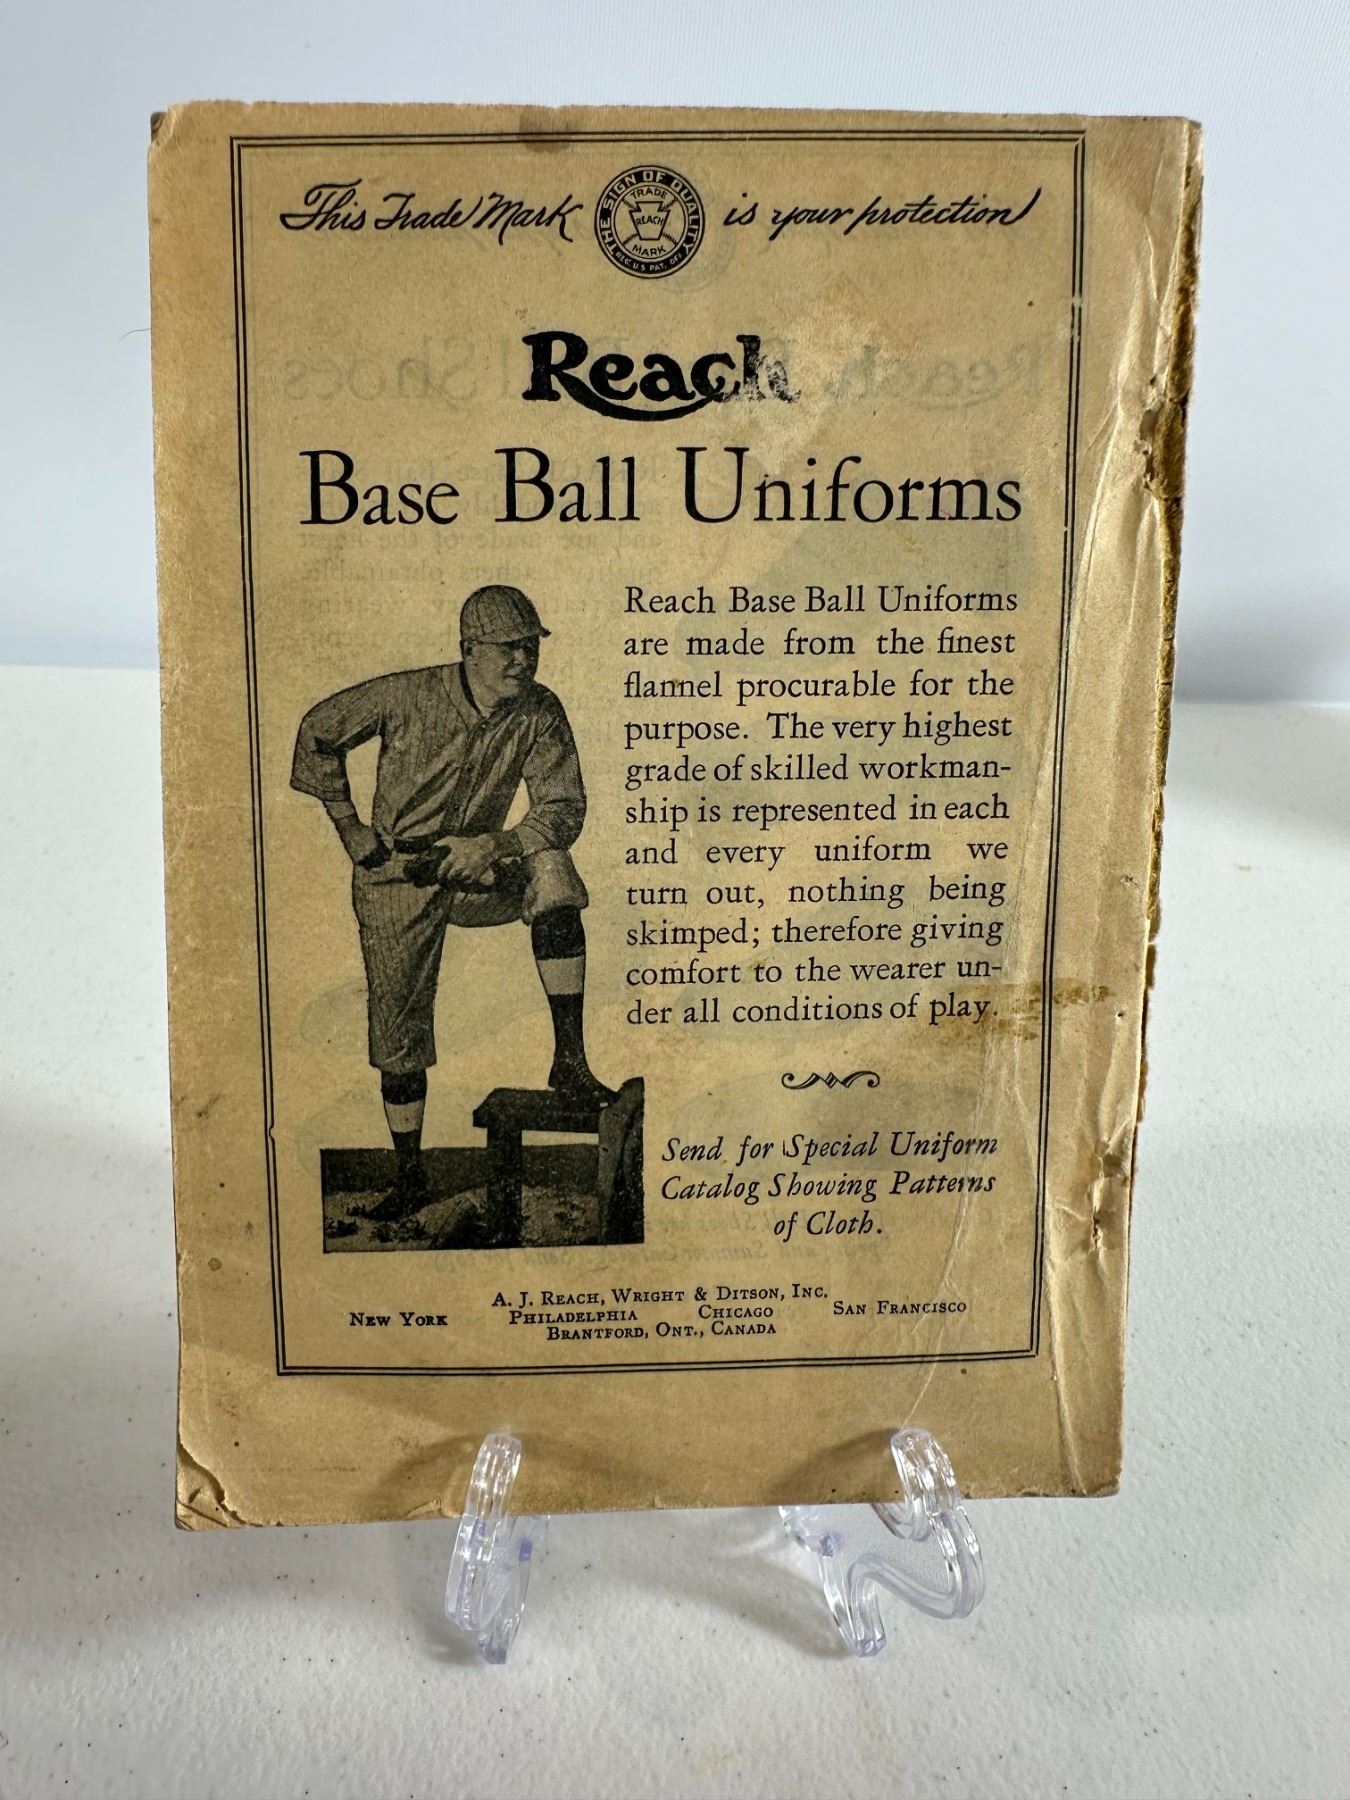 This Trade Mark is your protection
THE SIGN OF QUALITY
TRADE
REACH
MARK
REG. U.S. PAT. OFF.
Reach
Base Ball Uniforms
Reach Base Ball Uniforms
are made from the finest
flannel procurable for the
purpose. The very highest
grade of skilled workman-
ship is represented in each
and every uniform we
turn out, nothing being
skimped; therefore giving
comfort to the wearer un-
der all conditions of play.
Send for Special Uniform
Catalog Showing Patterns
of Cloth.
A. J. REACH, WRIGHT & DITSON, INC.
NEW YORK PHILADELPHIA CHICAGO SAN FRANCISCO
BRANTFORD, ONT., CANADA